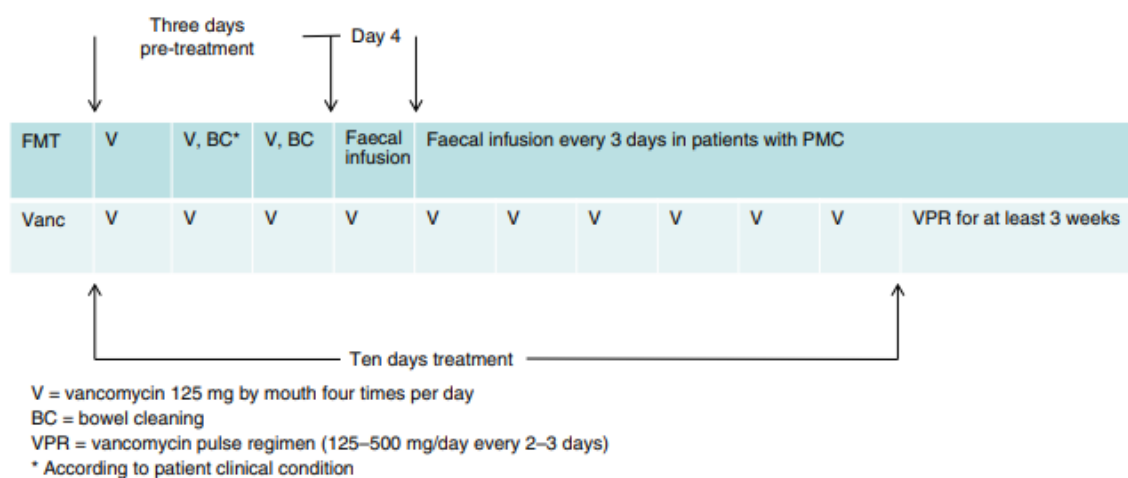 Three days
pre-treatment
Day 4
FMT V V, BC* V, BC Faecal infusion Faecal infusion every 3 days in patients with PMC
Vanc V V V V V V V V V V VPR for at least 3 weeks
Ten days treatment
V = vancomycin 125 mg by mouth four times per day
BC = bowel cleaning
VPR = vancomycin pulse regimen (125–500 mg/day every 2–3 days)
* According to patient clinical condition